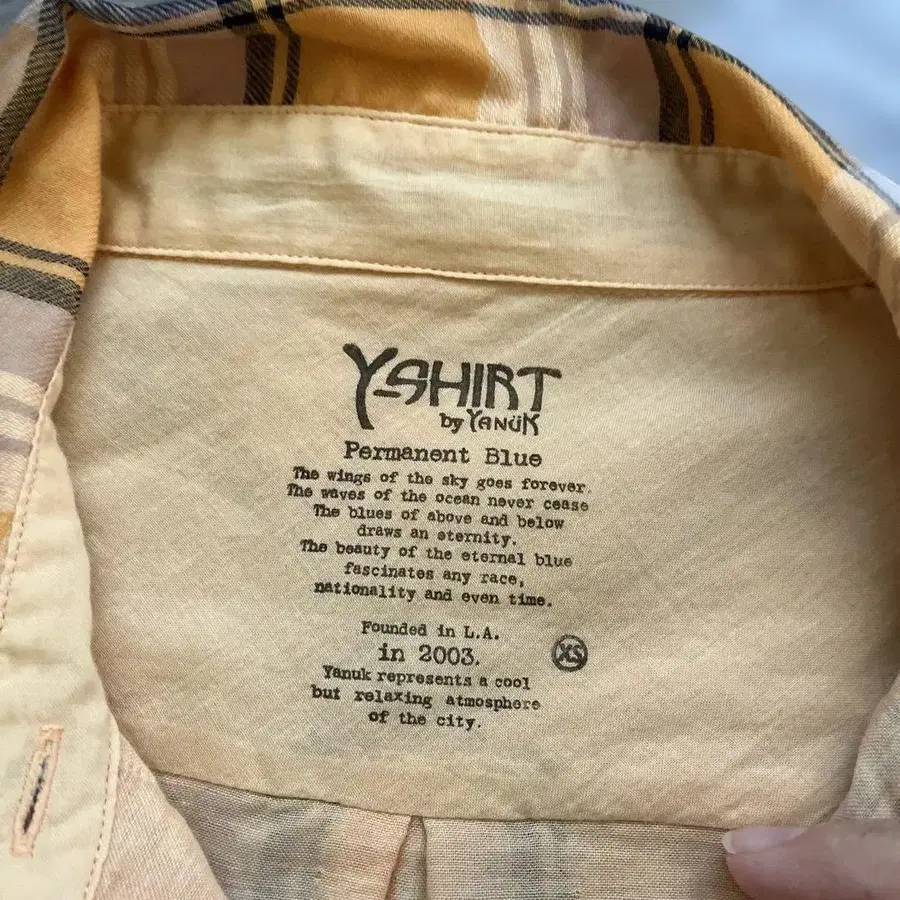 Y-SHIRT
by YANÜK
Permanent Blue
The wings of the sky goes forever.
The waves of the ocean never cease
The blues of above and below
draws an eternity.
The beauty of the eternal blue
fascinates any race,
nationality and even time.
Founded in L.A.
in 2003.
XS
Yanuk represents a cool
but relaxing atmosphere
of the city.